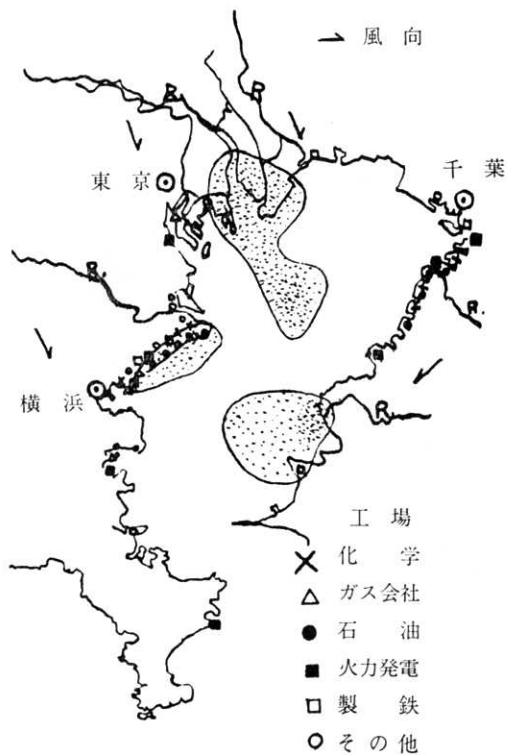 風向
R
R
東京
千葉
R.
R.
横浜
R
工場
化学
ガス会社
石油
火力発電
製鉄
その他